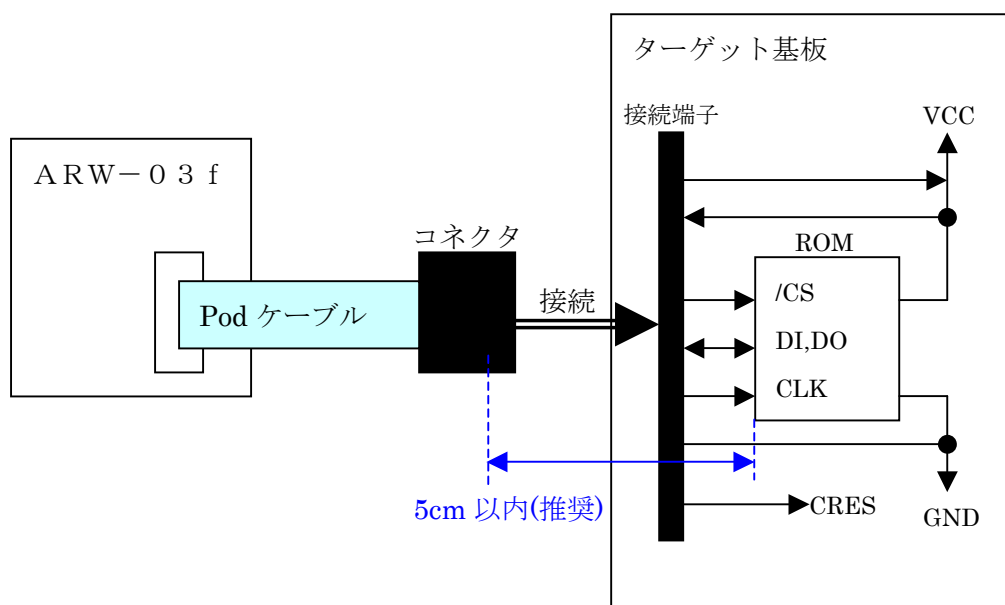 ターゲット基板
接続端子
VCC
ＡＲＷ－０３ｆ
コネクタ
ROM
/CS
接続
Pod ケーブル
DI,DO
CLK
5cm 以内(推奨)
CRES
GND